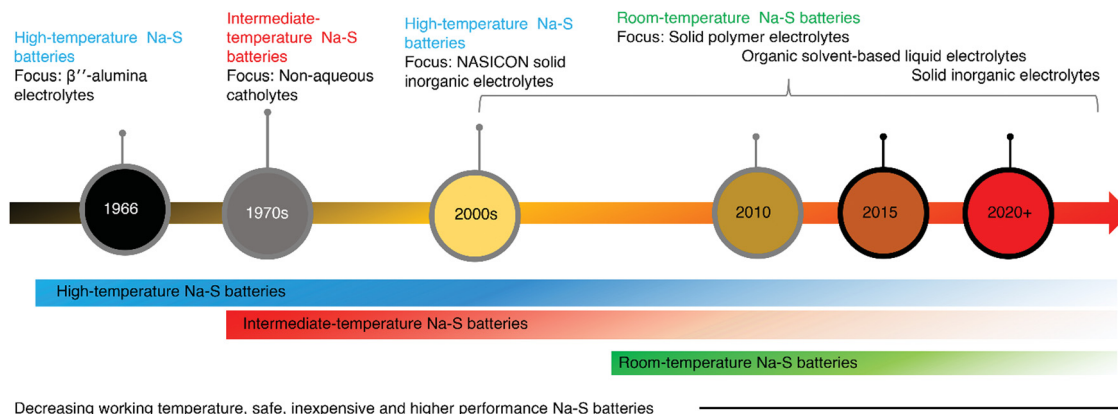 High-temperature Na-S
batteries
Focus: β′′-alumina
electrolytes
Intermediate-
temperature Na-S
batteries
Focus: Non-aqueous
catholytes
High-temperature Na-S
batteries
Focus: NASICON solid
inorganic electrolytes
Room-temperature Na-S batteries
Focus: Solid polymer electolytes
Organic solvent-based liquid electrolytes
Solid inorganic electrolytes
1966
1970s
2000s
2010
2015
2020+
High-temperature Na-S batteries
Intermediate-temperature Na-S batteries
Room-temperature Na-S batteries
Decreasing working temperature, safe, inexpensive and higher performance Na-S batteries